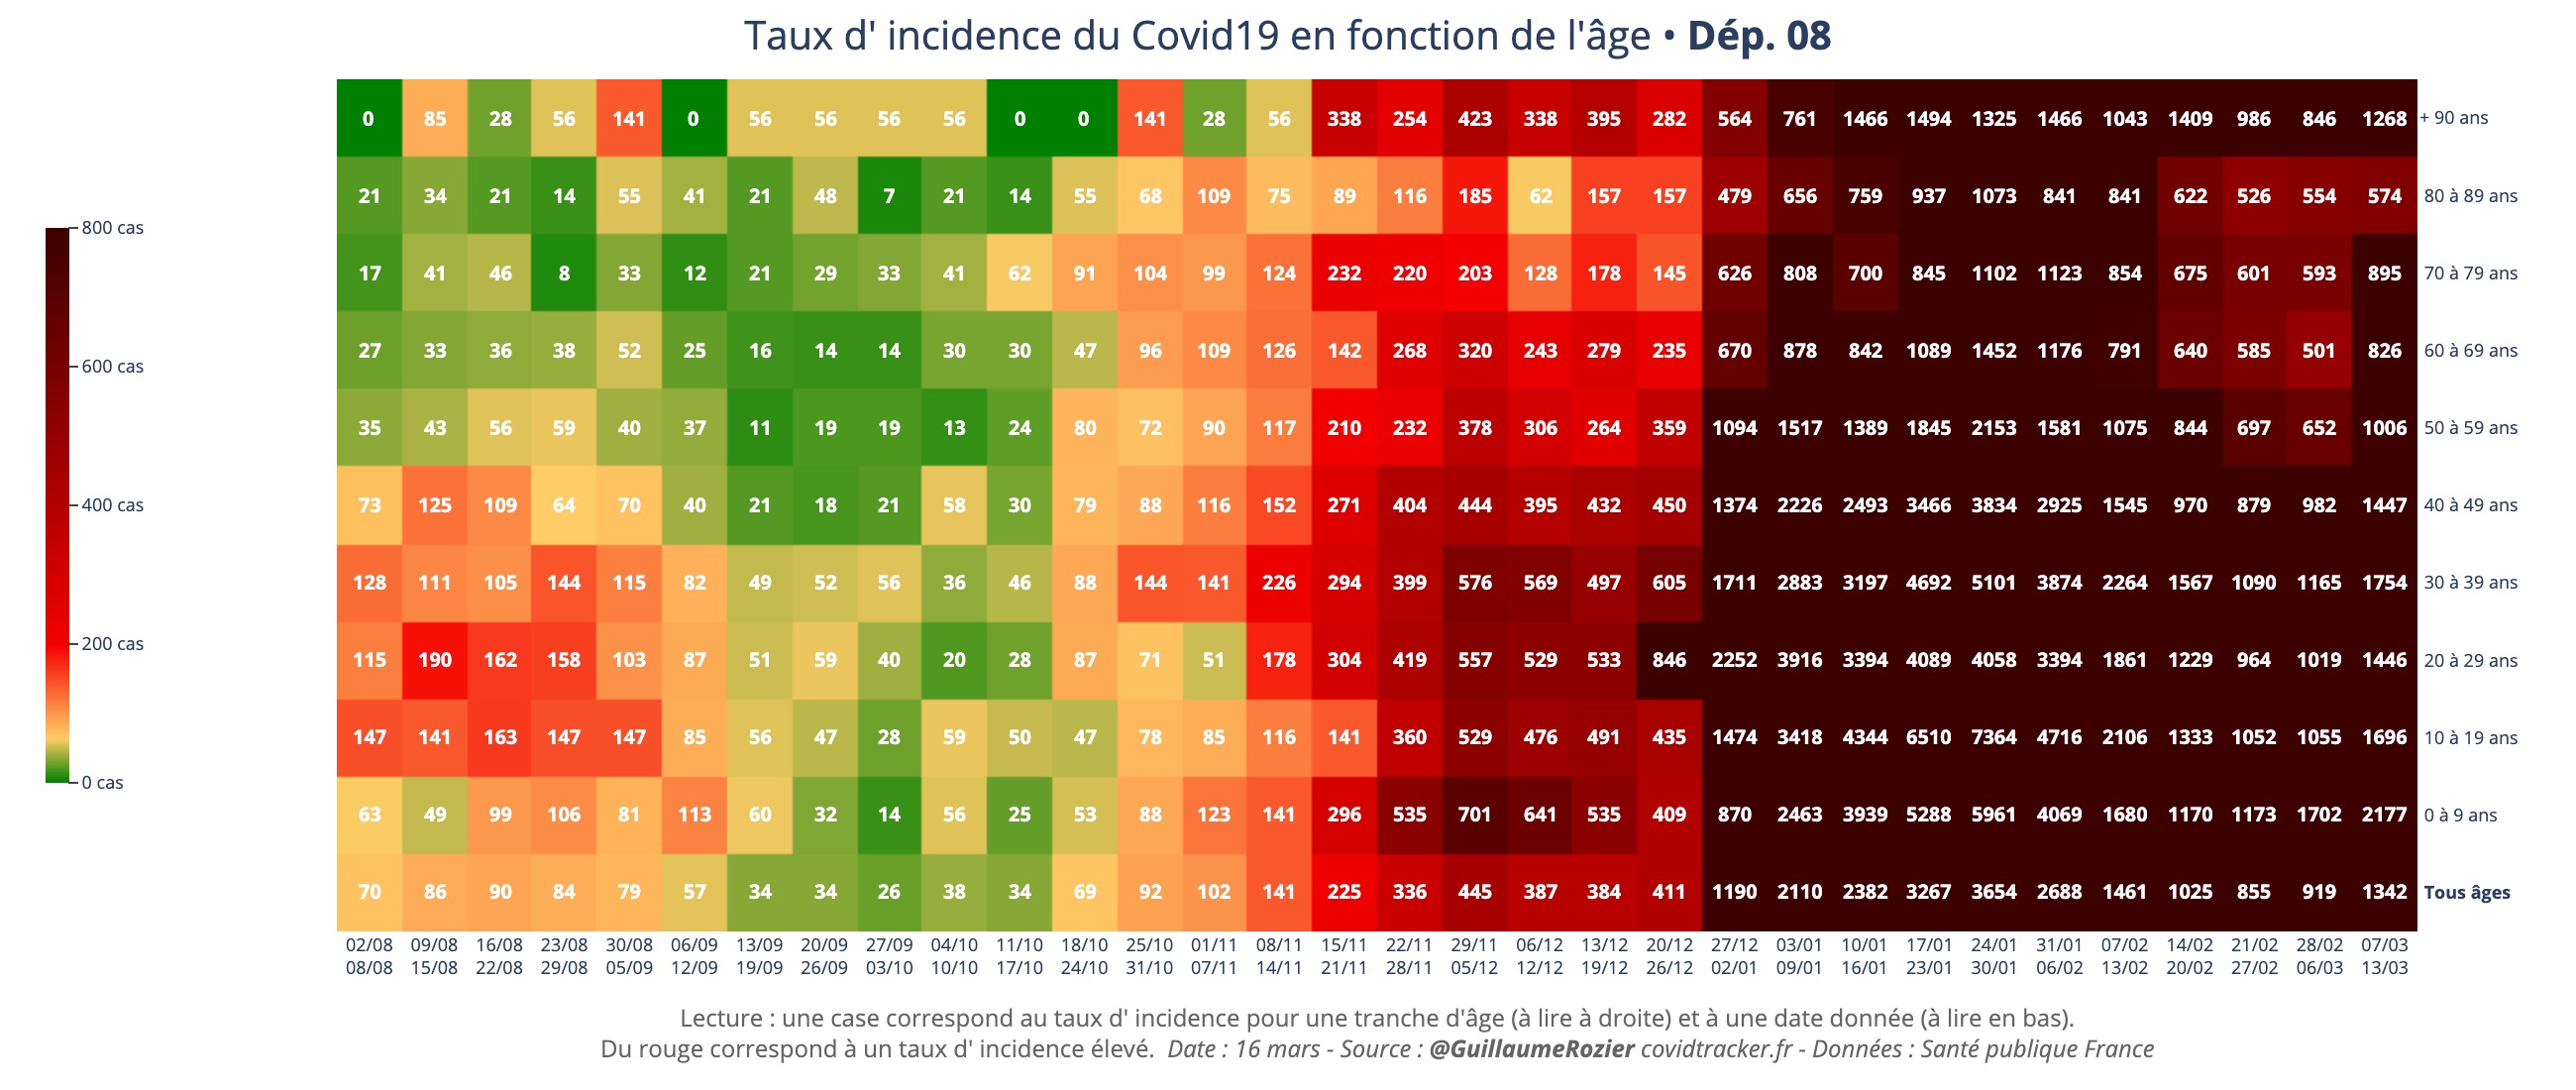 Taux d' incidence du Covid19 en fonction de l'âge • Dép. 08
0 85 28 56 141 0 56 56 56 56 0 0 141 28 56 338 254 423 338 395 282 564 761 1466 1494 1325 1466 1043 1409 986 846 1268 + 90 ans
21 34 21 14 55 41 21 48 7 21 14 55 68 109 75 89 116 185 62 157 157 479 656 759 937 1073 841 841 622 526 554 574 80 à 89 ans
800 cas
17 41 46 8 33 12 21 29 33 41 62 91 104 99 124 232 220 203 128 178 145 626 808 700 845 1102 1123 854 675 601 593 895 70 à 79 ans
27 33 36 38 52 25 16 14 14 30 30 47 96 109 126 142 268 320 243 279 235 670 878 842 1089 1452 1176 791 640 585 501 826 60 à 69 ans
600 cas
35 43 56 59 40 37 11 19 19 13 24 80 72 90 117 210 232 378 306 264 359 1094 1517 1389 1845 2153 1581 1075 844 697 652 1006 50 à 59 ans
400 cas
73 125 109 64 70 40 21 18 21 58 30 79 88 116 152 271 404 444 395 432 450 1374 2226 2493 3466 3834 2925 1545 970 879 982 1447 40 à 49 ans
128 111 105 144 115 82 49 52 56 36 46 88 144 141 226 294 399 576 569 497 605 1711 2883 3197 4692 5101 3874 2264 1567 1090 1165 1754 30 à 39 ans
200 cas
115 190 162 158 103 87 51 59 40 20 28 87 71 51 178 304 419 557 529 533 846 2252 3916 3394 4089 4058 3394 1861 1229 964 1019 1446 20 à 29 ans
147 141 163 147 147 85 56 47 28 59 50 47 78 85 116 141 360 529 476 491 435 1474 3418 4344 6510 7364 4716 2106 1333 1052 1055 1696 10 à 19 ans
0 cas
63 49 99 106 81 113 60 32 14 56 25 53 88 123 141 296 535 701 641 535 409 870 2463 3939 5288 5961 4069 1680 1170 1173 1702 2177 0 à 9 ans
70 86 90 84 79 57 34 34 26 38 34 69 92 102 141 225 336 445 387 384 411 1190 2110 2382 3267 3654 2688 1461 1025 855 919 1342 Tous âges
02/08 09/08 16/08 23/08 30/08 06/09 13/09 20/09 27/09 04/10 11/10 18/10 25/10 01/11 08/11 15/11 22/11 29/11 06/12 13/12 20/12 27/12 03/01 10/01 17/01 24/01 31/01 07/02 14/02 21/02 28/02 07/03
08/08 15/08 22/08 29/08 05/09 12/09 19/09 26/09 03/10 10/10 17/10 24/10 31/10 07/11 14/11 21/11 28/11 05/12 12/12 19/12 26/12 02/01 09/01 16/01 23/01 30/01 06/02 13/02 20/02 27/02 06/03 13/03
Lecture : une case correspond au taux d' incidence pour une tranche d'âge (à lire à droite) et à une date donnée (à lire en bas).
Du rouge correspond à un taux d' incidence élevé. Date : 16 mars - Source : @GuillaumeRozier covidtracker.fr - Données : Santé publique France